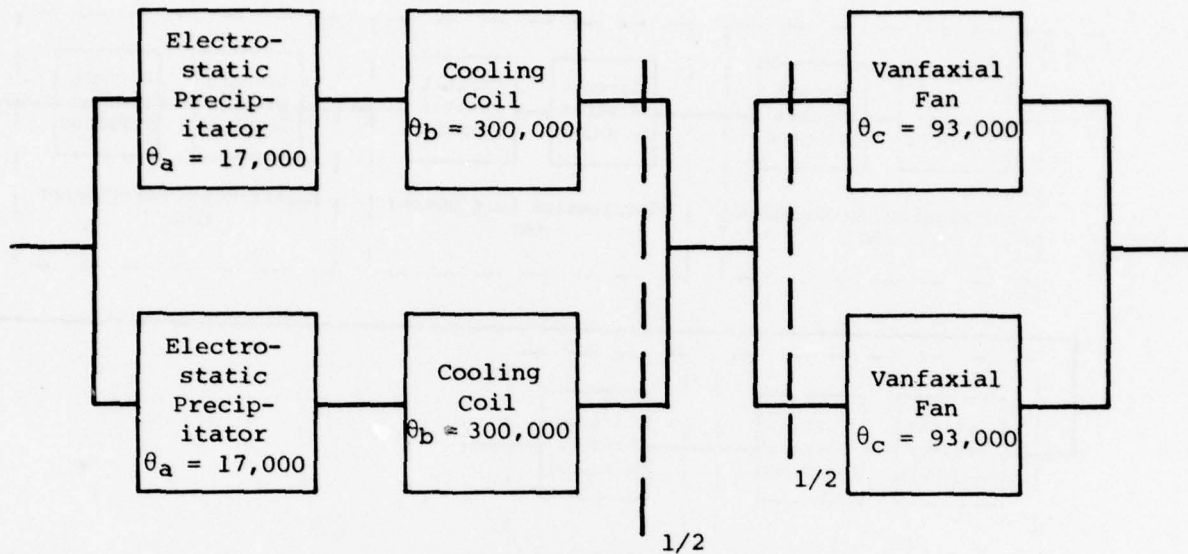 Electro-
static
Precip-
itator
θa = 17,000
Cooling
Coil
θb = 300,000
Vanfaxial
Fan
θc = 93,000
Electro-
static
Precip-
itator
θa = 17,000
Cooling
Coil
θb = 300,000
Vanfaxial
Fan
θc = 93,000
1/2
1/2